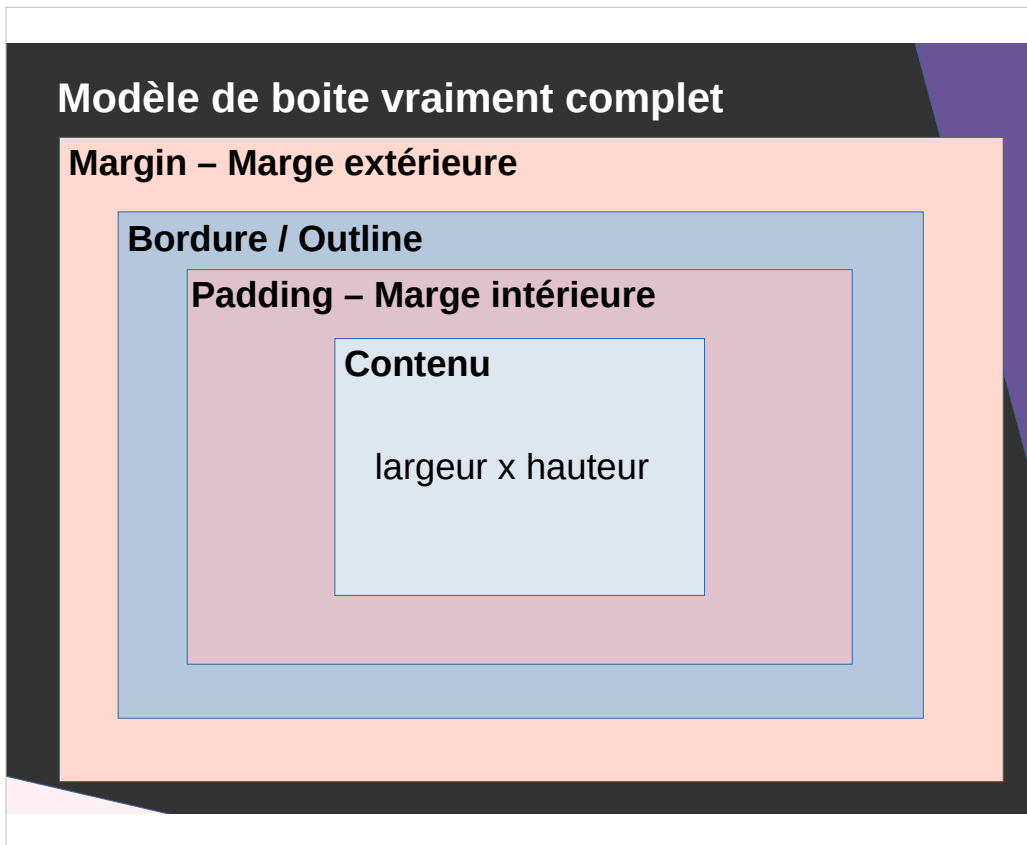 Modèle de boite vraiment complet
Margin – Marge extérieure
Bordure / Outline
Padding – Marge intérieure
Contenu
largeur x hauteur